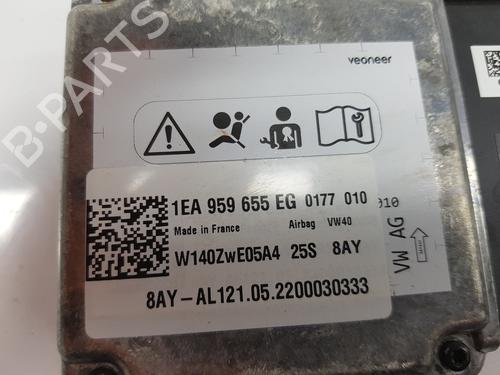 veoneer
1EA 959 655 EG 0177 010
010
Made in France Airbag VW40
W140ZwE05A4 25S 8AY
8AY-AL121.05.2200030333
VW AG
B-PARTS